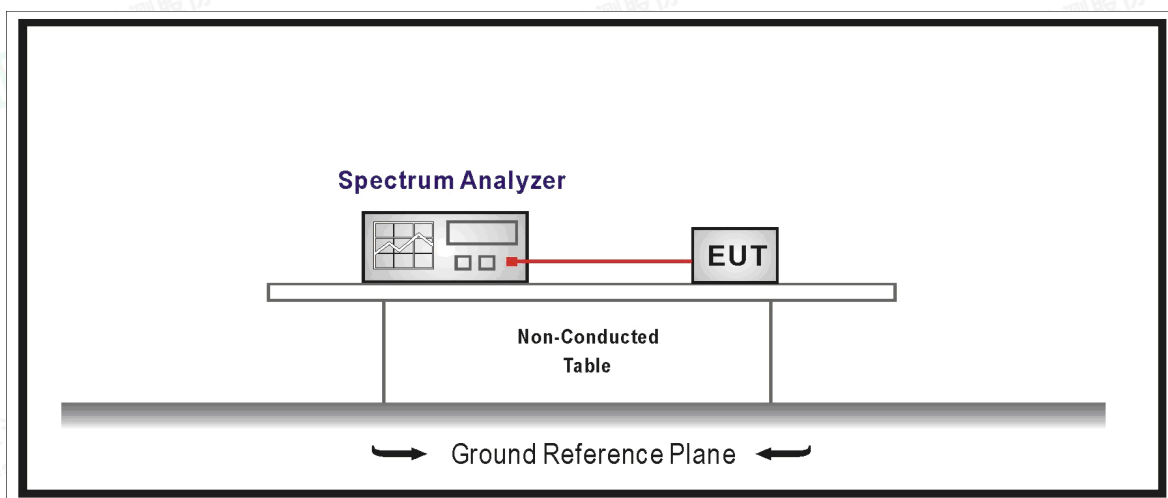 Spectrum Analyzer
EUT
Non-Conducted
Table
Ground Reference Plane